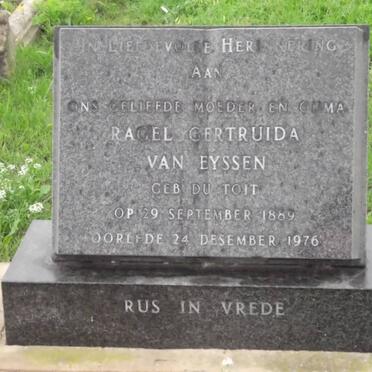 IN LIEFDEVOLLE HERINNERING
AAN
ONS GELIEFDE MOEDER EN OUMA
RAGEL GERTRUIDA
VAN EYSSEN
GEB DU TOIT
OP 29 SEPTEMBER 1889
OORLEDE 24 DESEMBER 1976
RUS IN VREDE